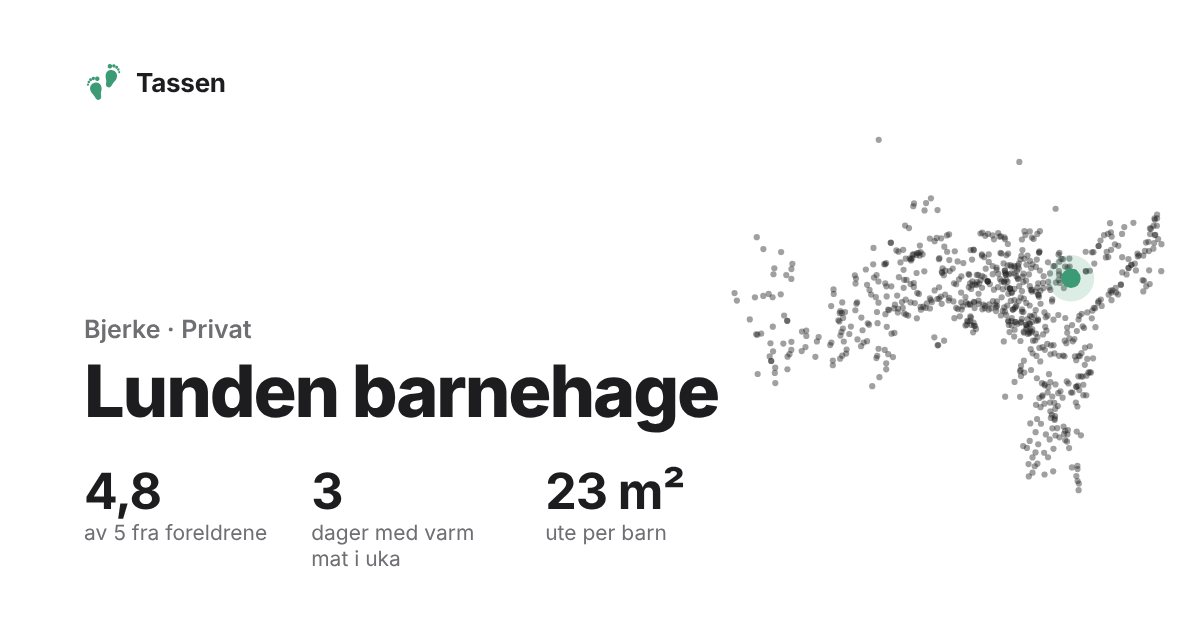 Tassen
Bjerke · Privat
Lunden barnehage
4,8
av 5 fra foreldrene
3
dager med varm
mat i uka
23 m²
ute per barn